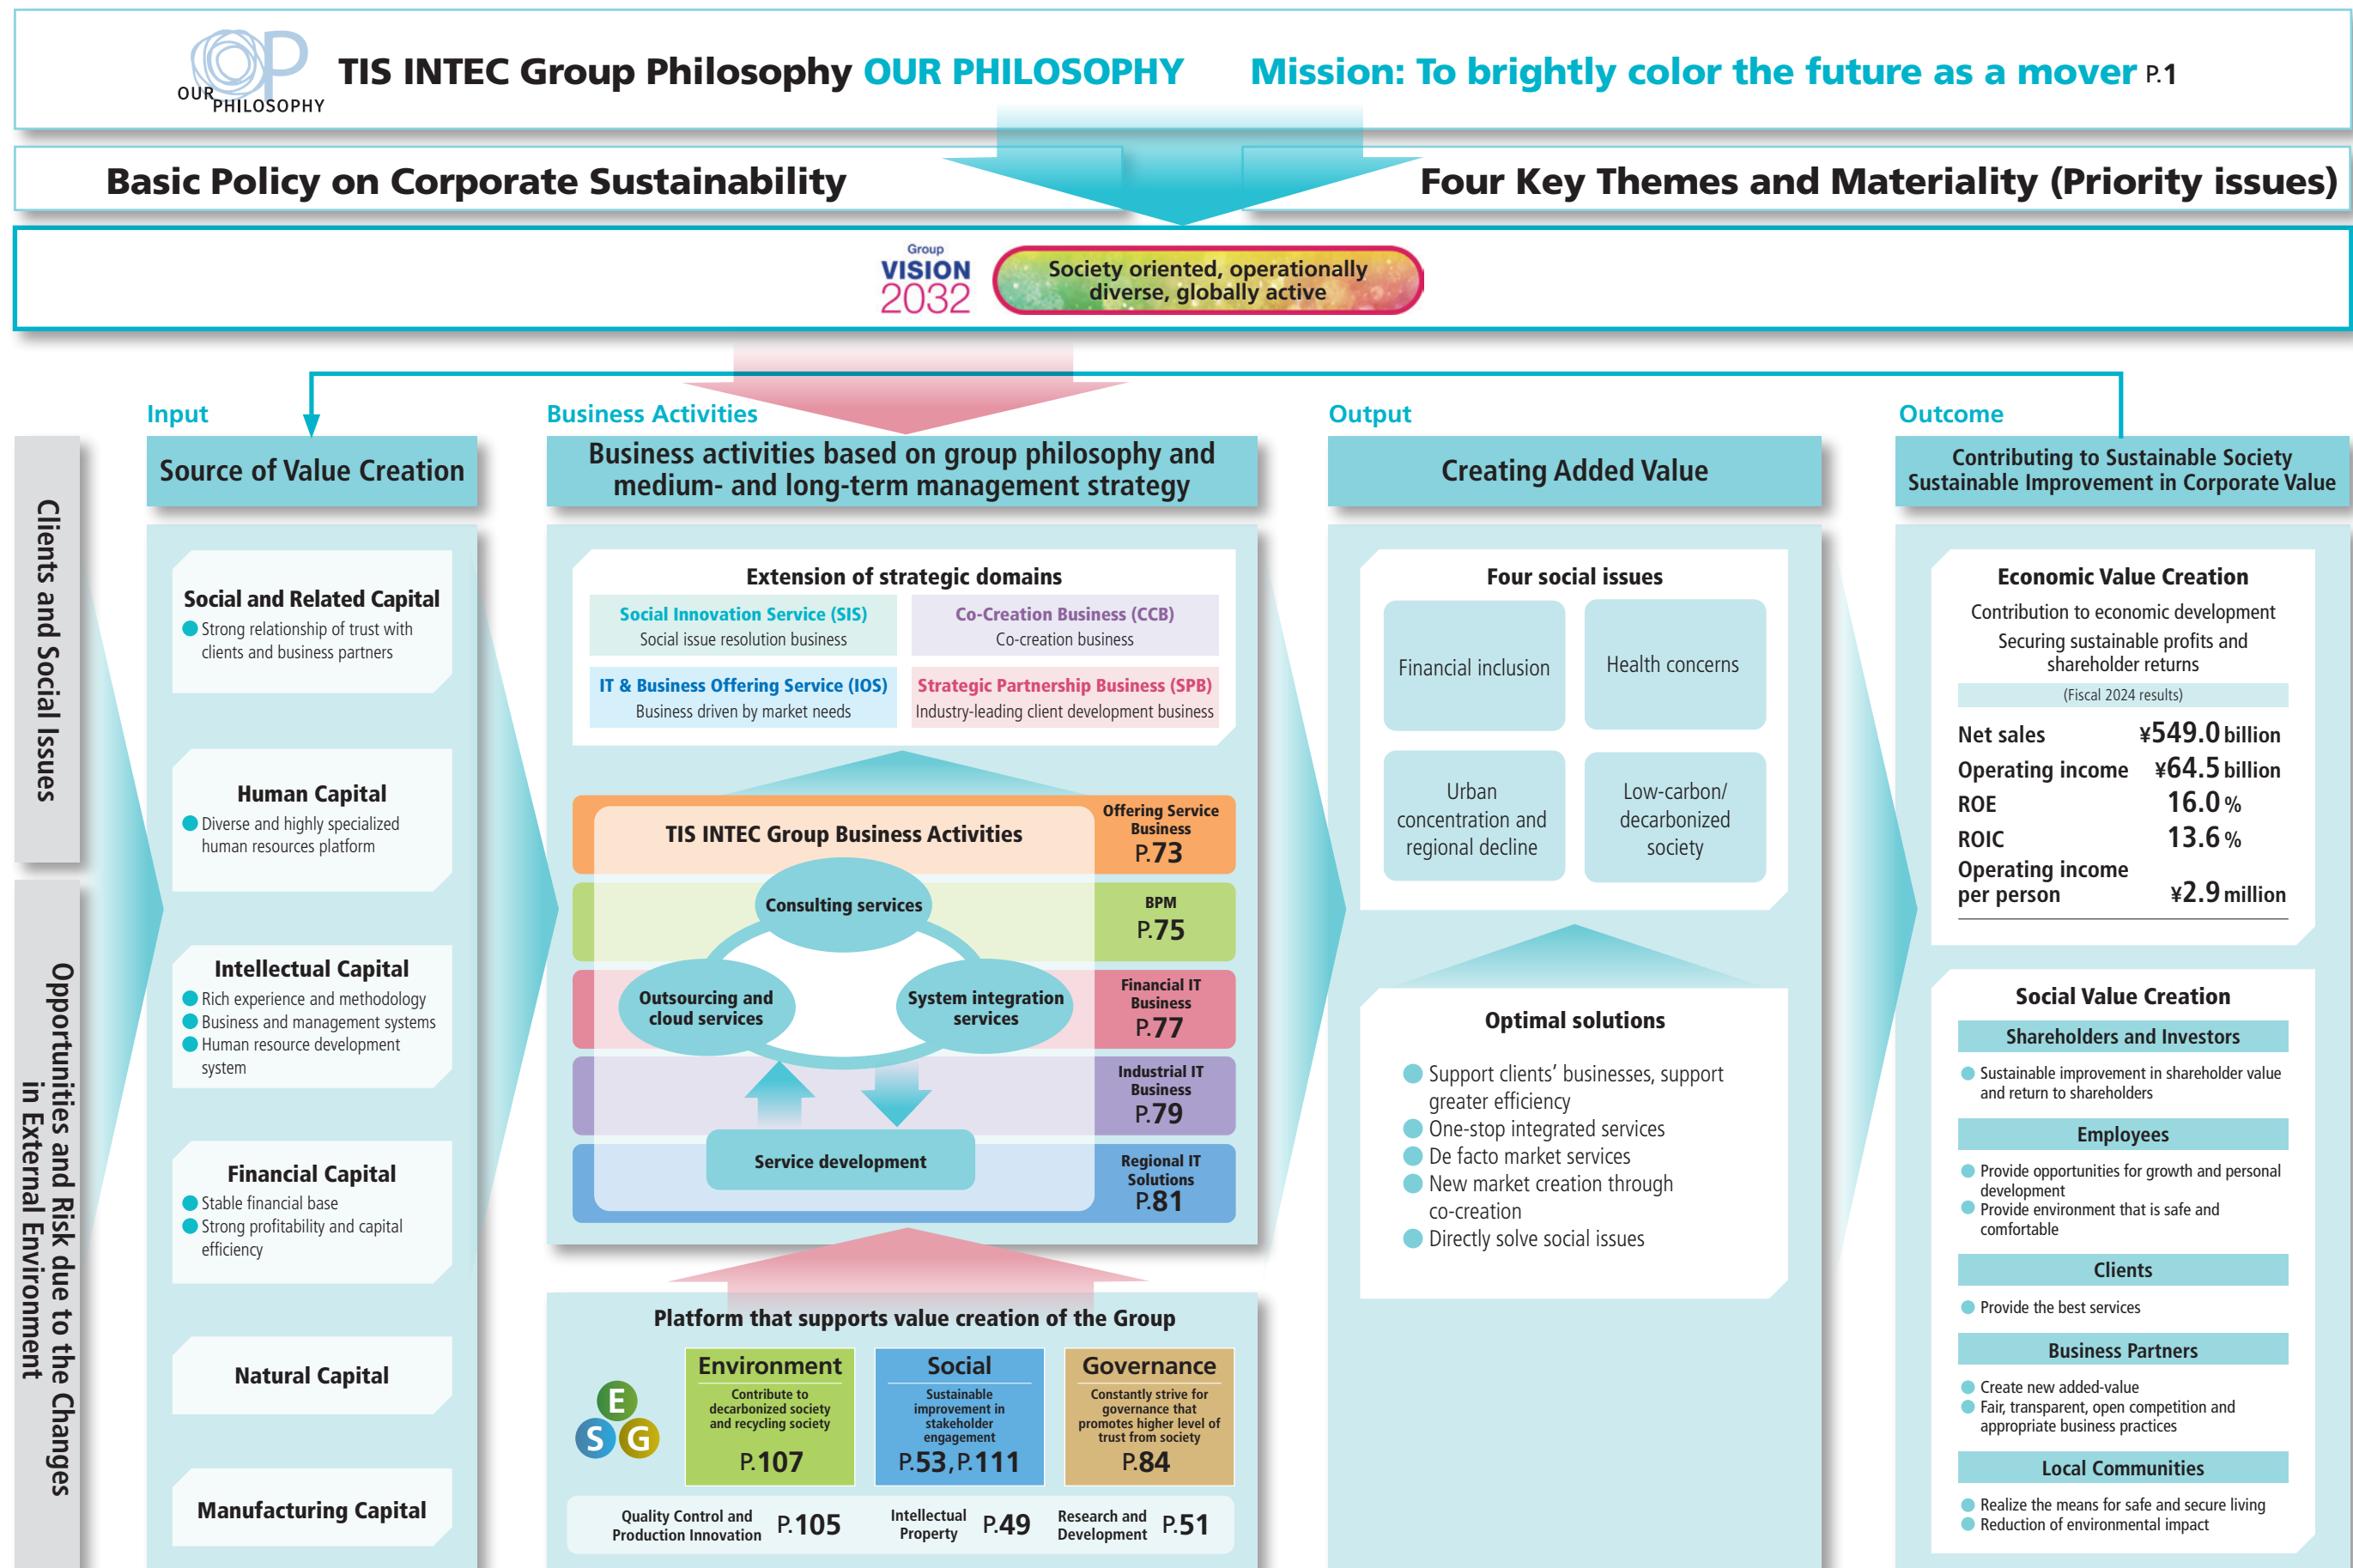 OUR PHILOSOPHY
TIS INTEC Group Philosophy OUR PHILOSOPHY
Mission: To brightly color the future as a mover P.1
Basic Policy on Corporate Sustainability
Four Key Themes and Materiality (Priority issues)
Group
VISION
2032
Society oriented, operationally
diverse, globally active
Clients and Social Issues
Opportunities and Risk due to the Changes
in External Environment
Input
Source of Value Creation
Social and Related Capital
Strong relationship of trust with
clients and business partners
Human Capital
Diverse and highly specialized
human resources platform
Intellectual Capital
Rich experience and methodology
Business and management systems
Human resource development
system
Financial Capital
Stable financial base
Strong profitability and capital
efficiency
Natural Capital
Manufacturing Capital
Business Activities
Business activities based on group philosophy and
medium- and long-term management strategy
Extension of strategic domains
Social Innovation Service (SIS)
Social issue resolution business
Co-Creation Business (CCB)
Co-creation business
IT & Business Offering Service (IOS)
Business driven by market needs
Strategic Partnership Business (SPB)
Industry-leading client development business
TIS INTEC Group Business Activities
Consulting services
Outsourcing and
cloud services
System integration
services
Service development
Offering Service
Business
P.73
BPM
P.75
Financial IT
Business
P.77
Industrial IT
Business
P.79
Regional IT
Solutions
P.81
Platform that supports value creation of the Group
E
S G
Environment
Contribute to
decarbonized society
and recycling society
P.107
Social
Sustainable
improvement in
stakeholder
engagement
P.53, P.111
Governance
Constantly strive for
governance that
promotes higher level of
trust from society
P.84
Quality Control and
Production Innovation P.105
Intellectual
Property P.49
Research and
Development P.51
Output
Creating Added Value
Four social issues
Financial inclusion
Health concerns
Urban
concentration and
regional decline
Low-carbon/
decarbonized
society
Optimal solutions
Support clients’ businesses, support
greater efficiency
One-stop integrated services
De facto market services
New market creation through
co-creation
Directly solve social issues
Outcome
Contributing to Sustainable Society
Sustainable Improvement in Corporate Value
Economic Value Creation
Contribution to economic development
Securing sustainable profits and
shareholder returns
(Fiscal 2024 results)
Net sales ¥549.0 billion
Operating income ¥64.5 billion
ROE 16.0 %
ROIC 13.6 %
Operating income
per person ¥2.9 million
Social Value Creation
Shareholders and Investors
Sustainable improvement in shareholder value
and return to shareholders
Employees
Provide opportunities for growth and personal
development
Provide environment that is safe and
comfortable
Clients
Provide the best services
Business Partners
Create new added-value
Fair, transparent, open competition and
appropriate business practices
Local Communities
Realize the means for safe and secure living
Reduction of environmental impact